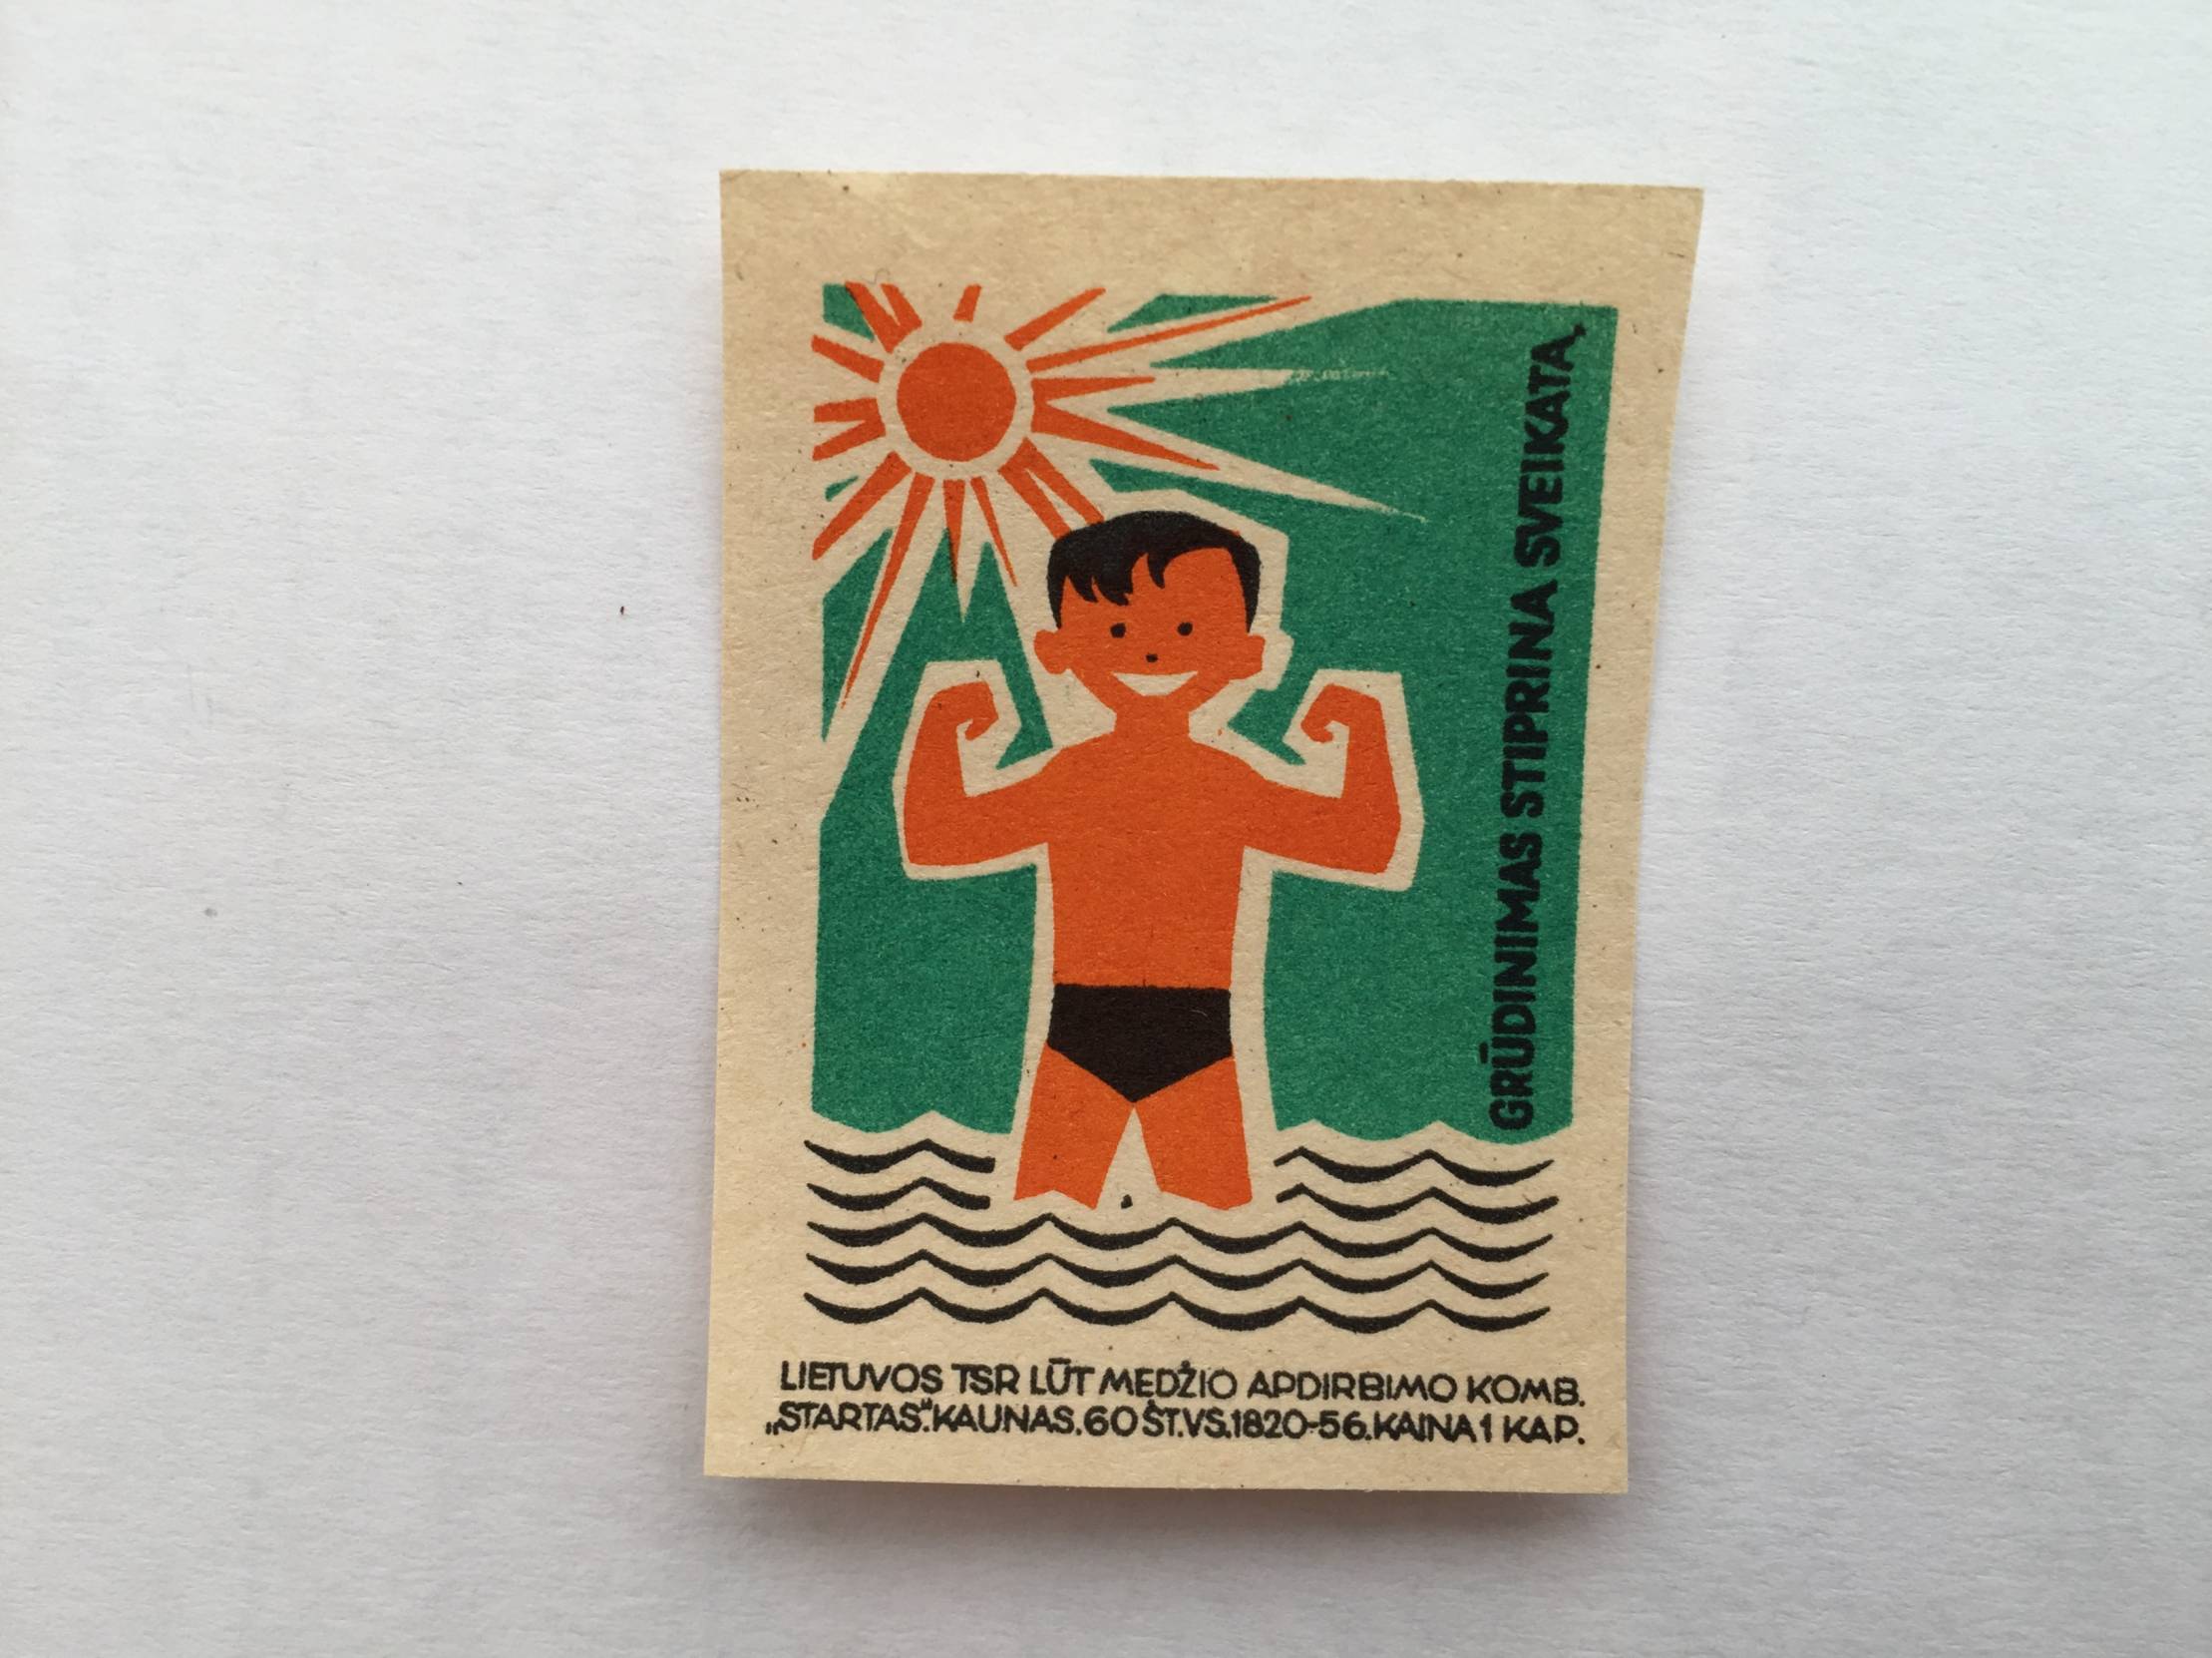 GRŪDINIMAS STIPRINA SVEIKATĄ
LIETUVOS TSR LŪT MEDŽIO APDIRBIMO KOMB.
„STARTAS“. KAUNAS. 60 ŠT. VS. 1820-56. KAINA 1 KAP.